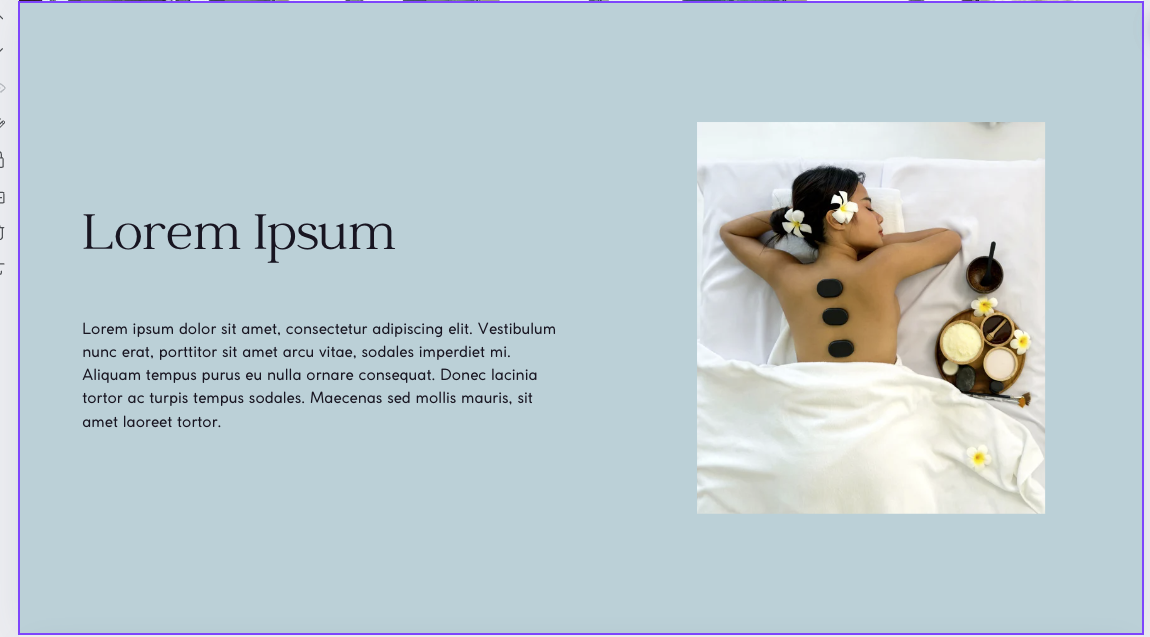 Lorem Ipsum
Lorem ipsum dolor sit amet, consectetur adipiscing elit. Vestibulum
nunc erat, porttitor sit amet arcu vitae, sodales imperdiet mi.
Aliquam tempus purus eu nulla ornare consequat. Donec lacinia
tortor ac turpis tempus sodales. Maecenas sed mollis mauris, sit
amet laoreet tortor.